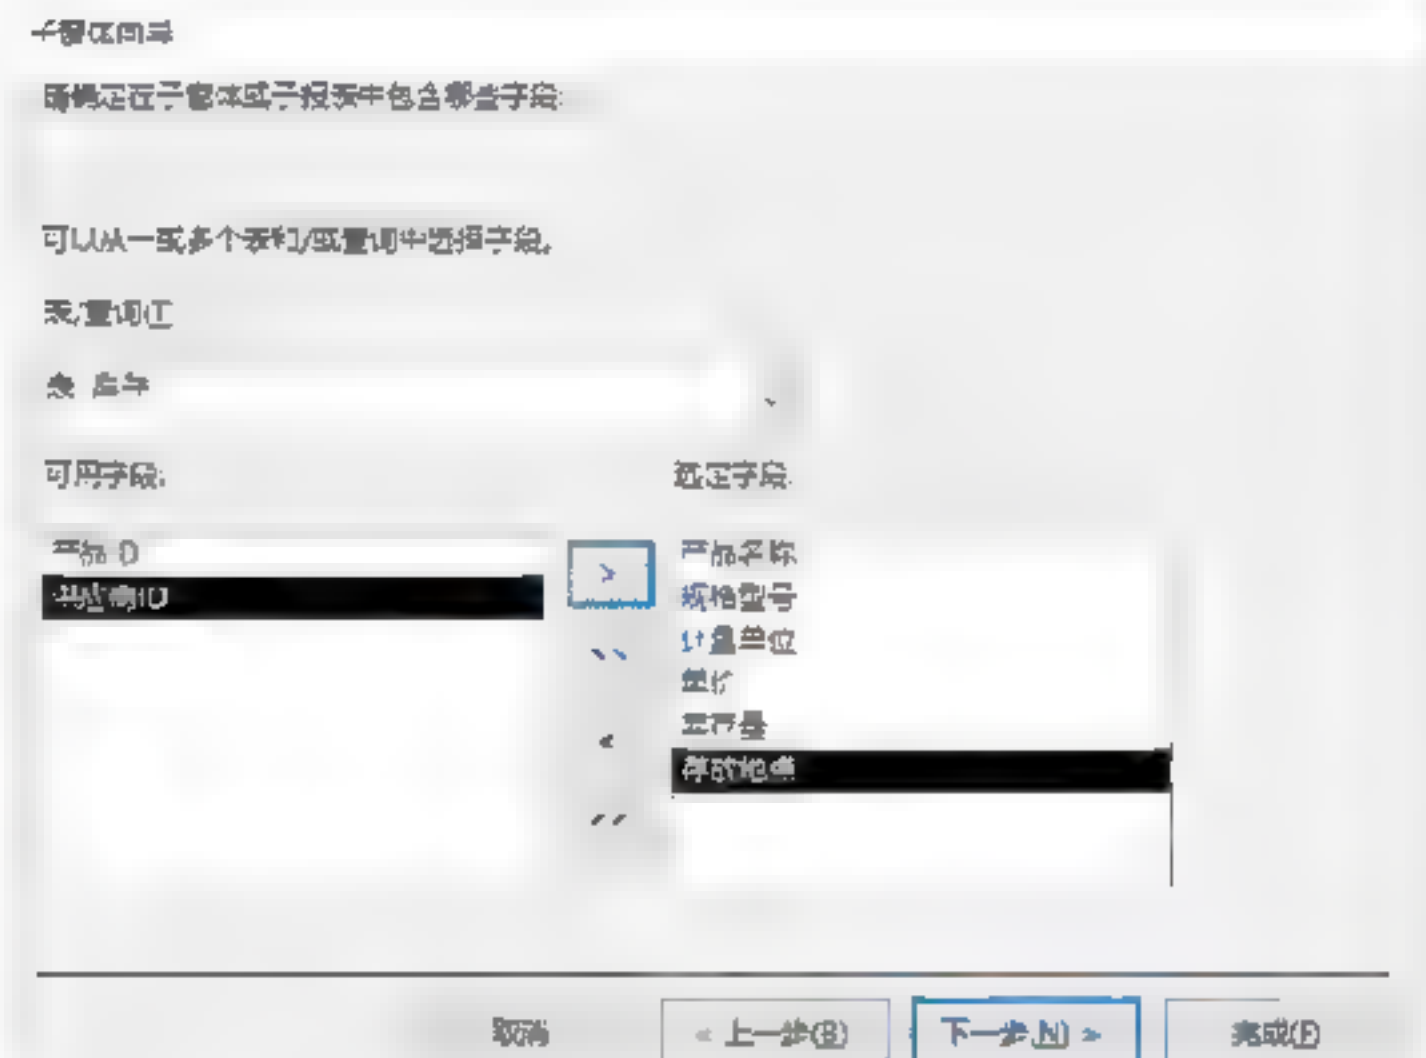 子窗体向导
请确定在子窗体或子报表中包含哪些字段:
可以从一或多个表和/或查询中选择字段。
表/查询(T)
表: 库存
可用字段:
选定字段:
产品ID
供应商ID
>
产品名称
规格型号
计量单位
单价
库存量
存放地点
取消
< 上一步(B)
下一步(N) >
完成(F)